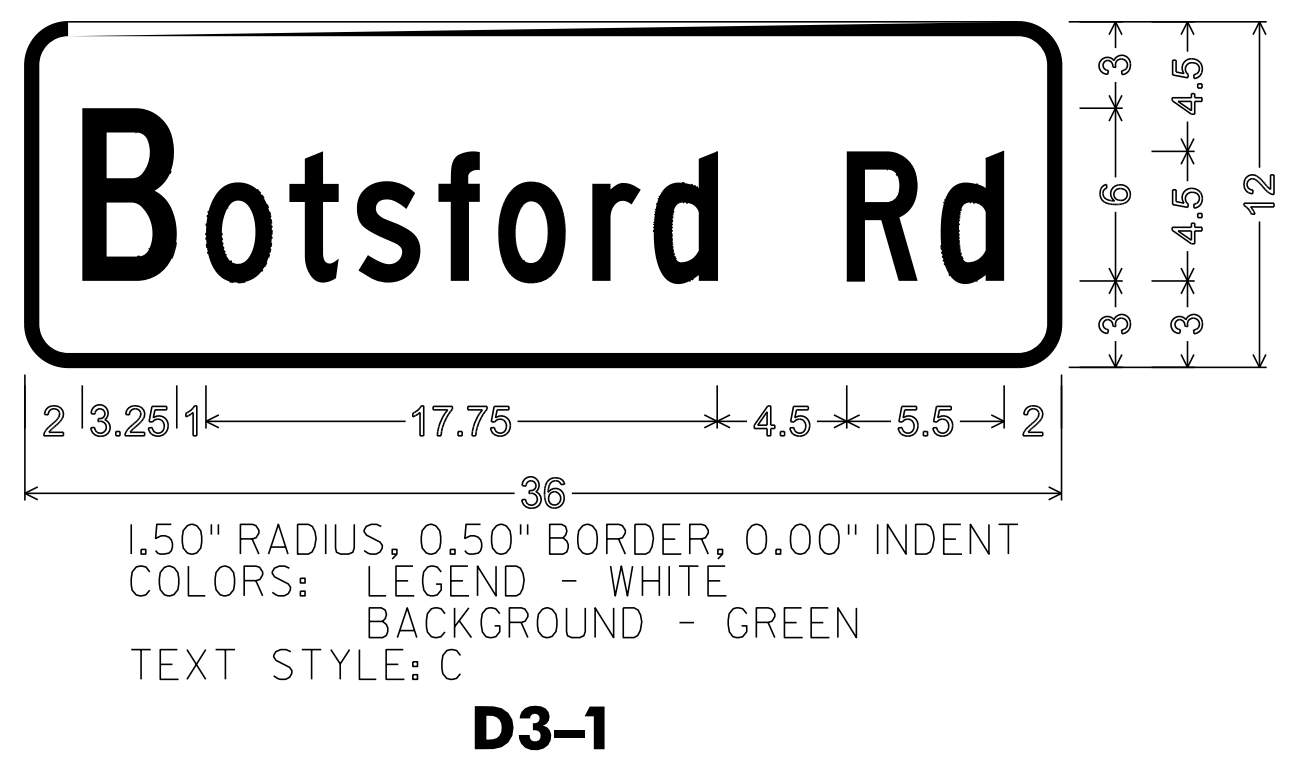 Botsford Rd
3
4.5
6
4.5
12
3
3
2 3.25 1 17.75 4.5 5.5 2
36
1.50" RADIUS, 0.50" BORDER, 0.00" INDENT
COLORS: LEGEND - WHITE
BACKGROUND - GREEN
TEXT STYLE: C
D3-1